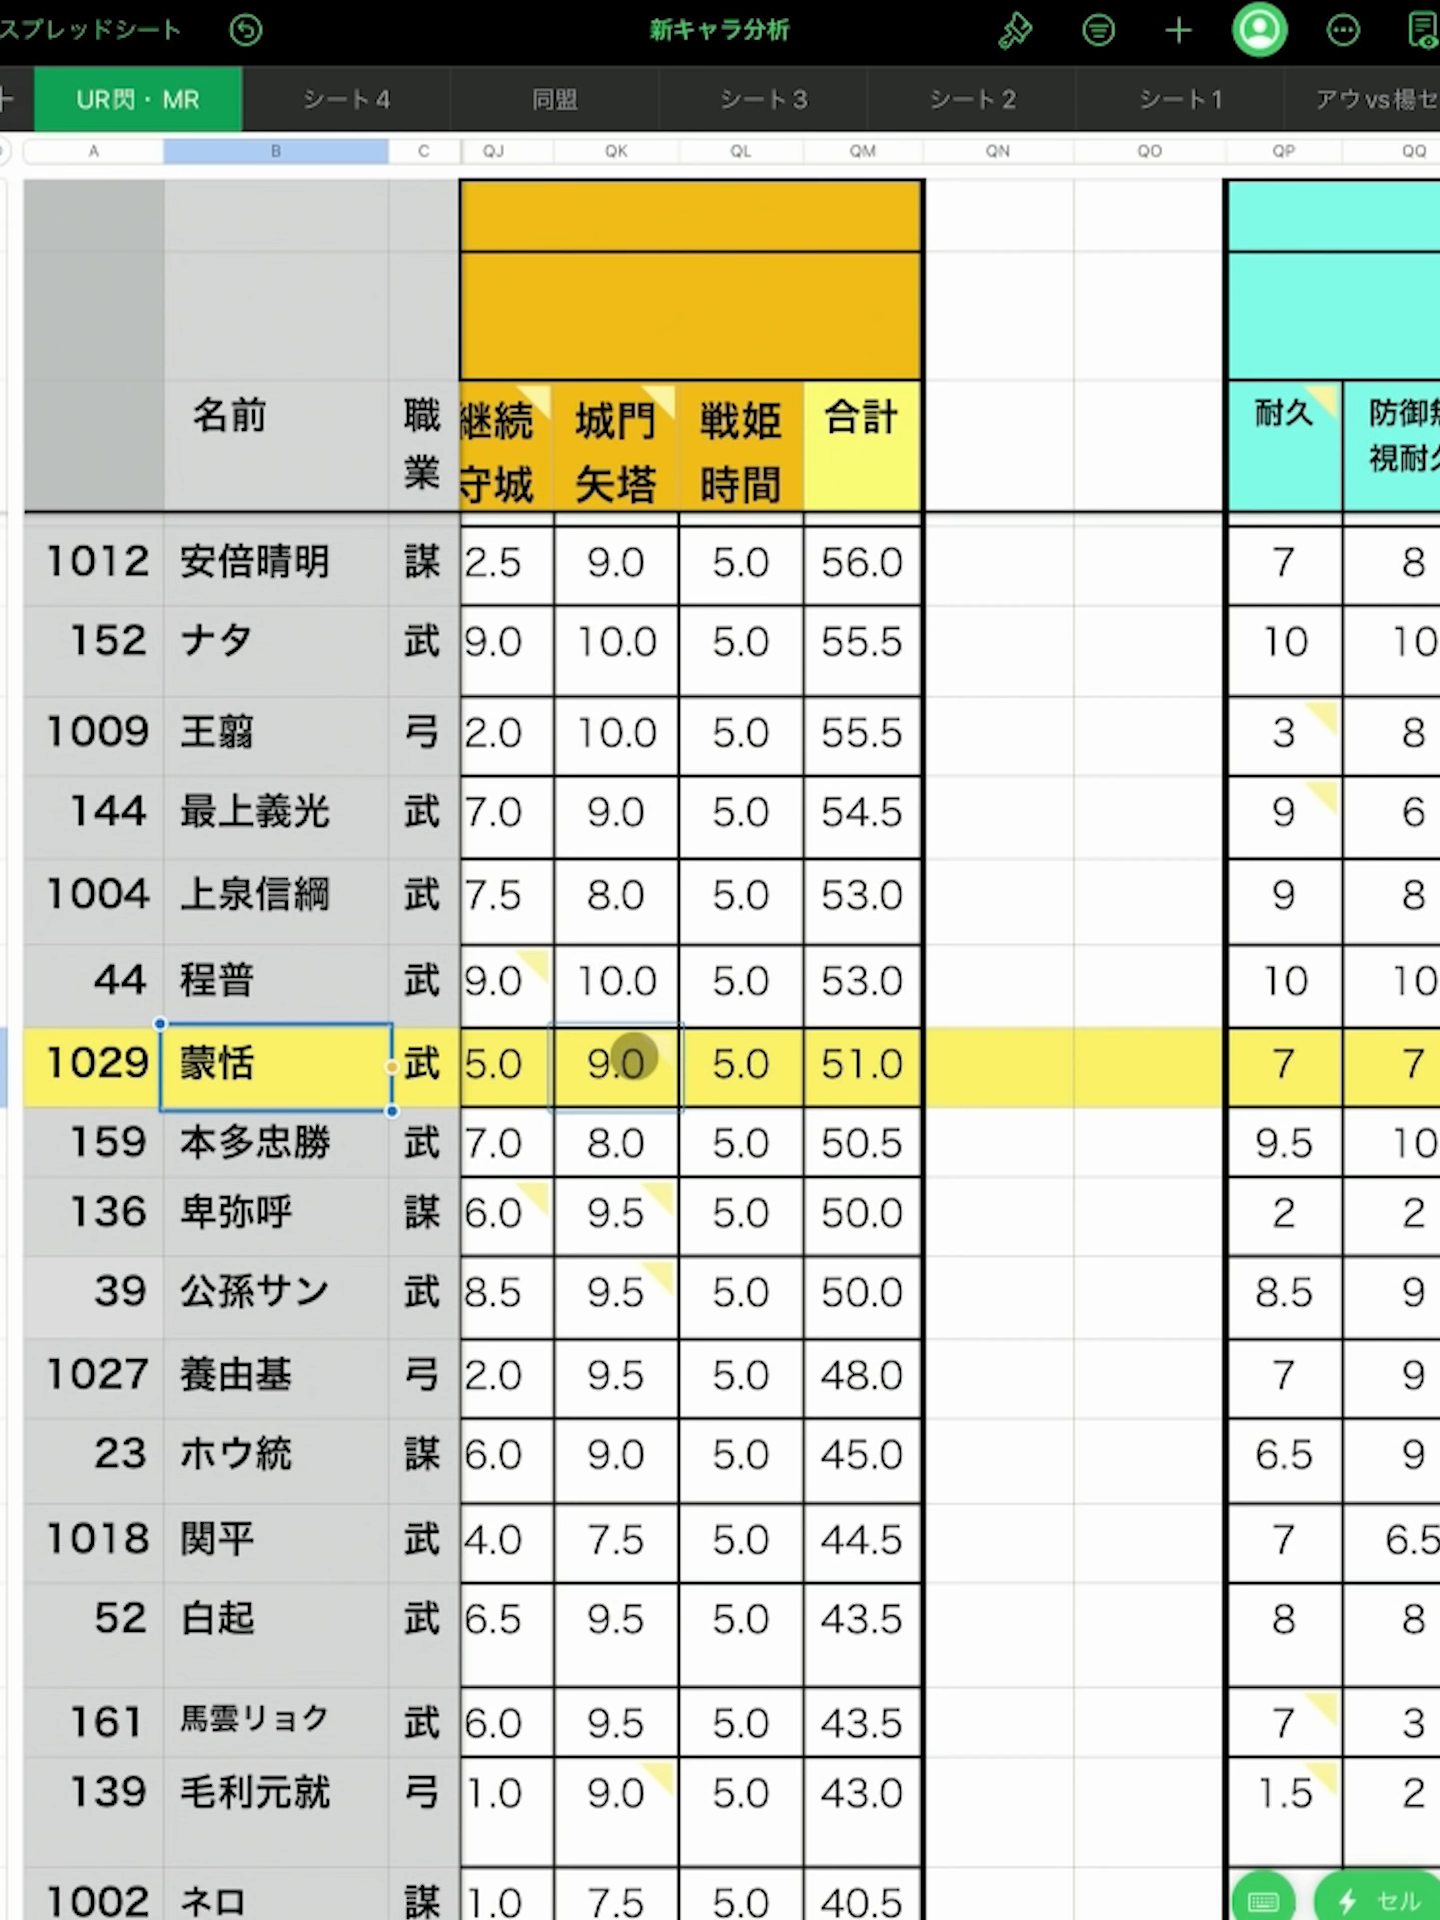 スプレッドシート 新キャラ分析
UR閃・MR シート4 同盟 シート3 シート2 シート1 アウvs楊セ
A B C QJ QK QL QM QN QO QP QQ
名前 職業 継続守城 城門矢塔 戦姫時間 合計 耐久 防御無視耐久
1012 安倍晴明 謀 2.5 9.0 5.0 56.0 7 8
152 ナタ 武 9.0 10.0 5.0 55.5 10 10
1009 王翦 弓 2.0 10.0 5.0 55.5 3 8
144 最上義光 武 7.0 9.0 5.0 54.5 9 6
1004 上泉信綱 武 7.5 8.0 5.0 53.0 9 8
44 程普 武 9.0 10.0 5.0 53.0 10 10
1029 蒙恬 武 5.0 9.0 5.0 51.0 7 7
159 本多忠勝 武 7.0 8.0 5.0 50.5 9.5 10
136 卑弥呼 謀 6.0 9.5 5.0 50.0 2 2
39 公孫サン 武 8.5 9.5 5.0 50.0 8.5 9
1027 養由基 弓 2.0 9.5 5.0 48.0 7 9
23 ホウ統 謀 6.0 9.0 5.0 45.0 6.5 9
1018 関平 武 4.0 7.5 5.0 44.5 7 6.5
52 白起 武 6.5 9.5 5.0 43.5 8 8
161 馬雲リョク 武 6.0 9.5 5.0 43.5 7 3
139 毛利元就 弓 1.0 9.0 5.0 43.0 1.5 2
1002 ネロ 謀 1.0 7.5 5.0 40.5 セル